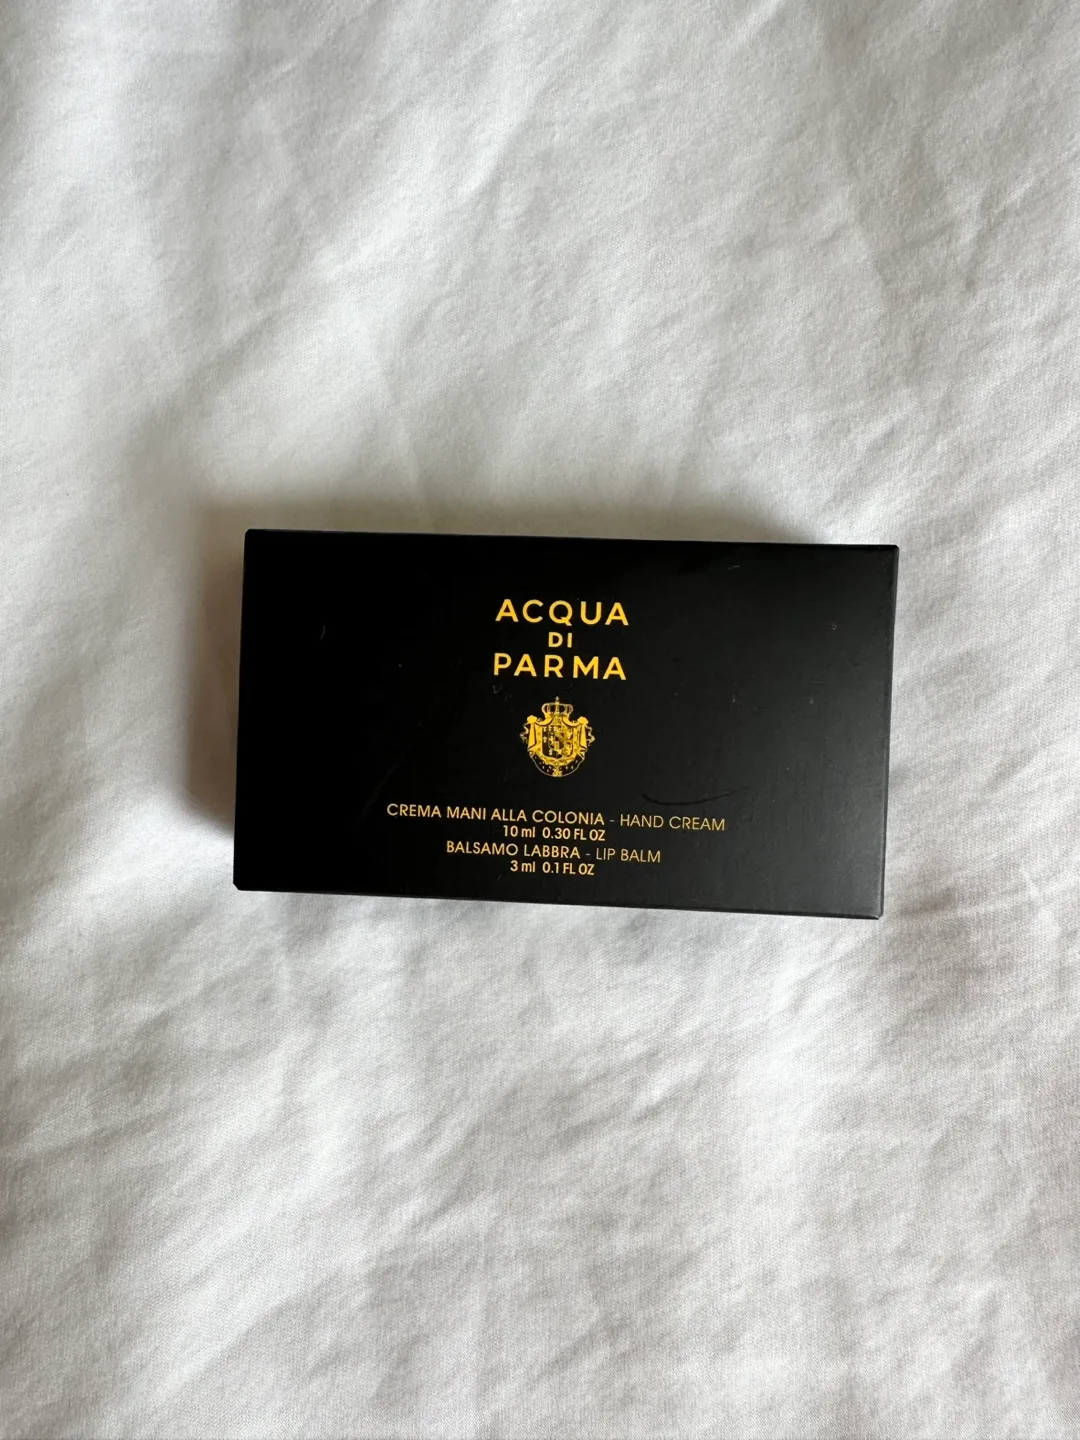 ACQUA
DI
PARMA
CREMA MANI ALLA COLONIA - HAND CREAM
10 ml 0.30 FL OZ
BALSAMO LABBRA - LIP BALM
3 ml 0.1 FL OZ